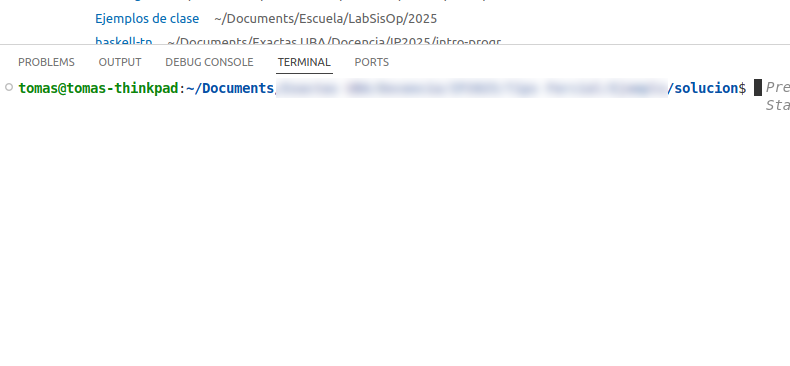 Ejemplos de clase ~/Documents/Escuela/LabSisOp/2025
haskell-tp ~/Documents/Exactas UBA/Docencia/IP2025/intro-progr
PROBLEMS OUTPUT DEBUG CONSOLE TERMINAL PORTS
tomas@tomas-thinkpad:~/Documents/ /solucion$ Pre
Sta